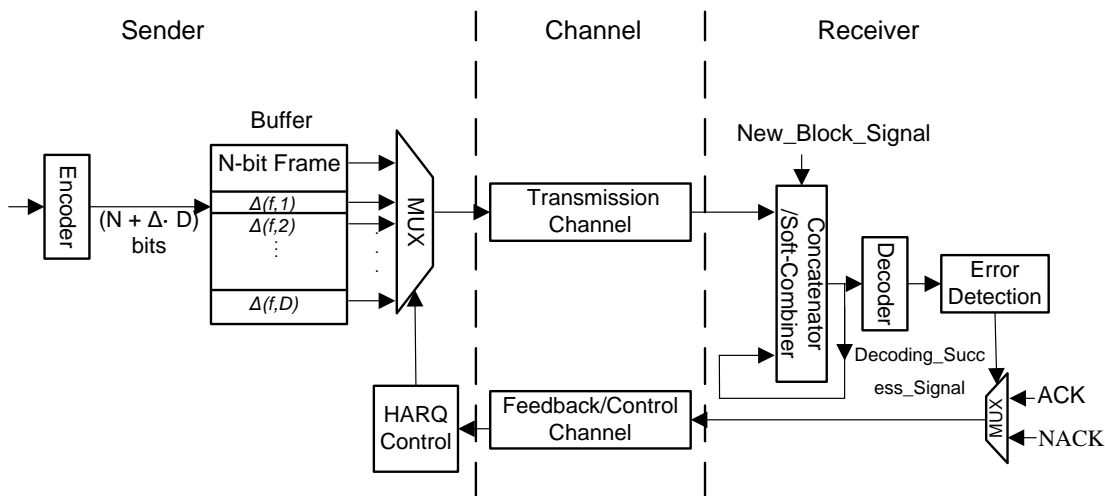 Sender
Channel
Receiver
Buffer
New_Block_Signal
Encoder
(N + Δ· D)
bits
N-bit Frame
Δ(f,1)
Δ(f,2)
⋮
Δ(f,D)
MUX
Transmission
Channel
Concatenator
/Soft-Combiner
Decoder
Error
Detection
Decoding_Succ
ess_Signal
HARQ
Control
Feedback/Control
Channel
MUX
ACK
NACK